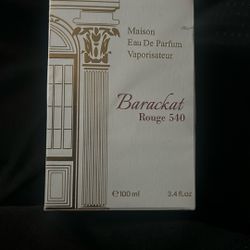 Maison
Eau De Parfum
Vaporisateur
Barackat
Rouge 540
℮100 ml 3.4 fl.oz